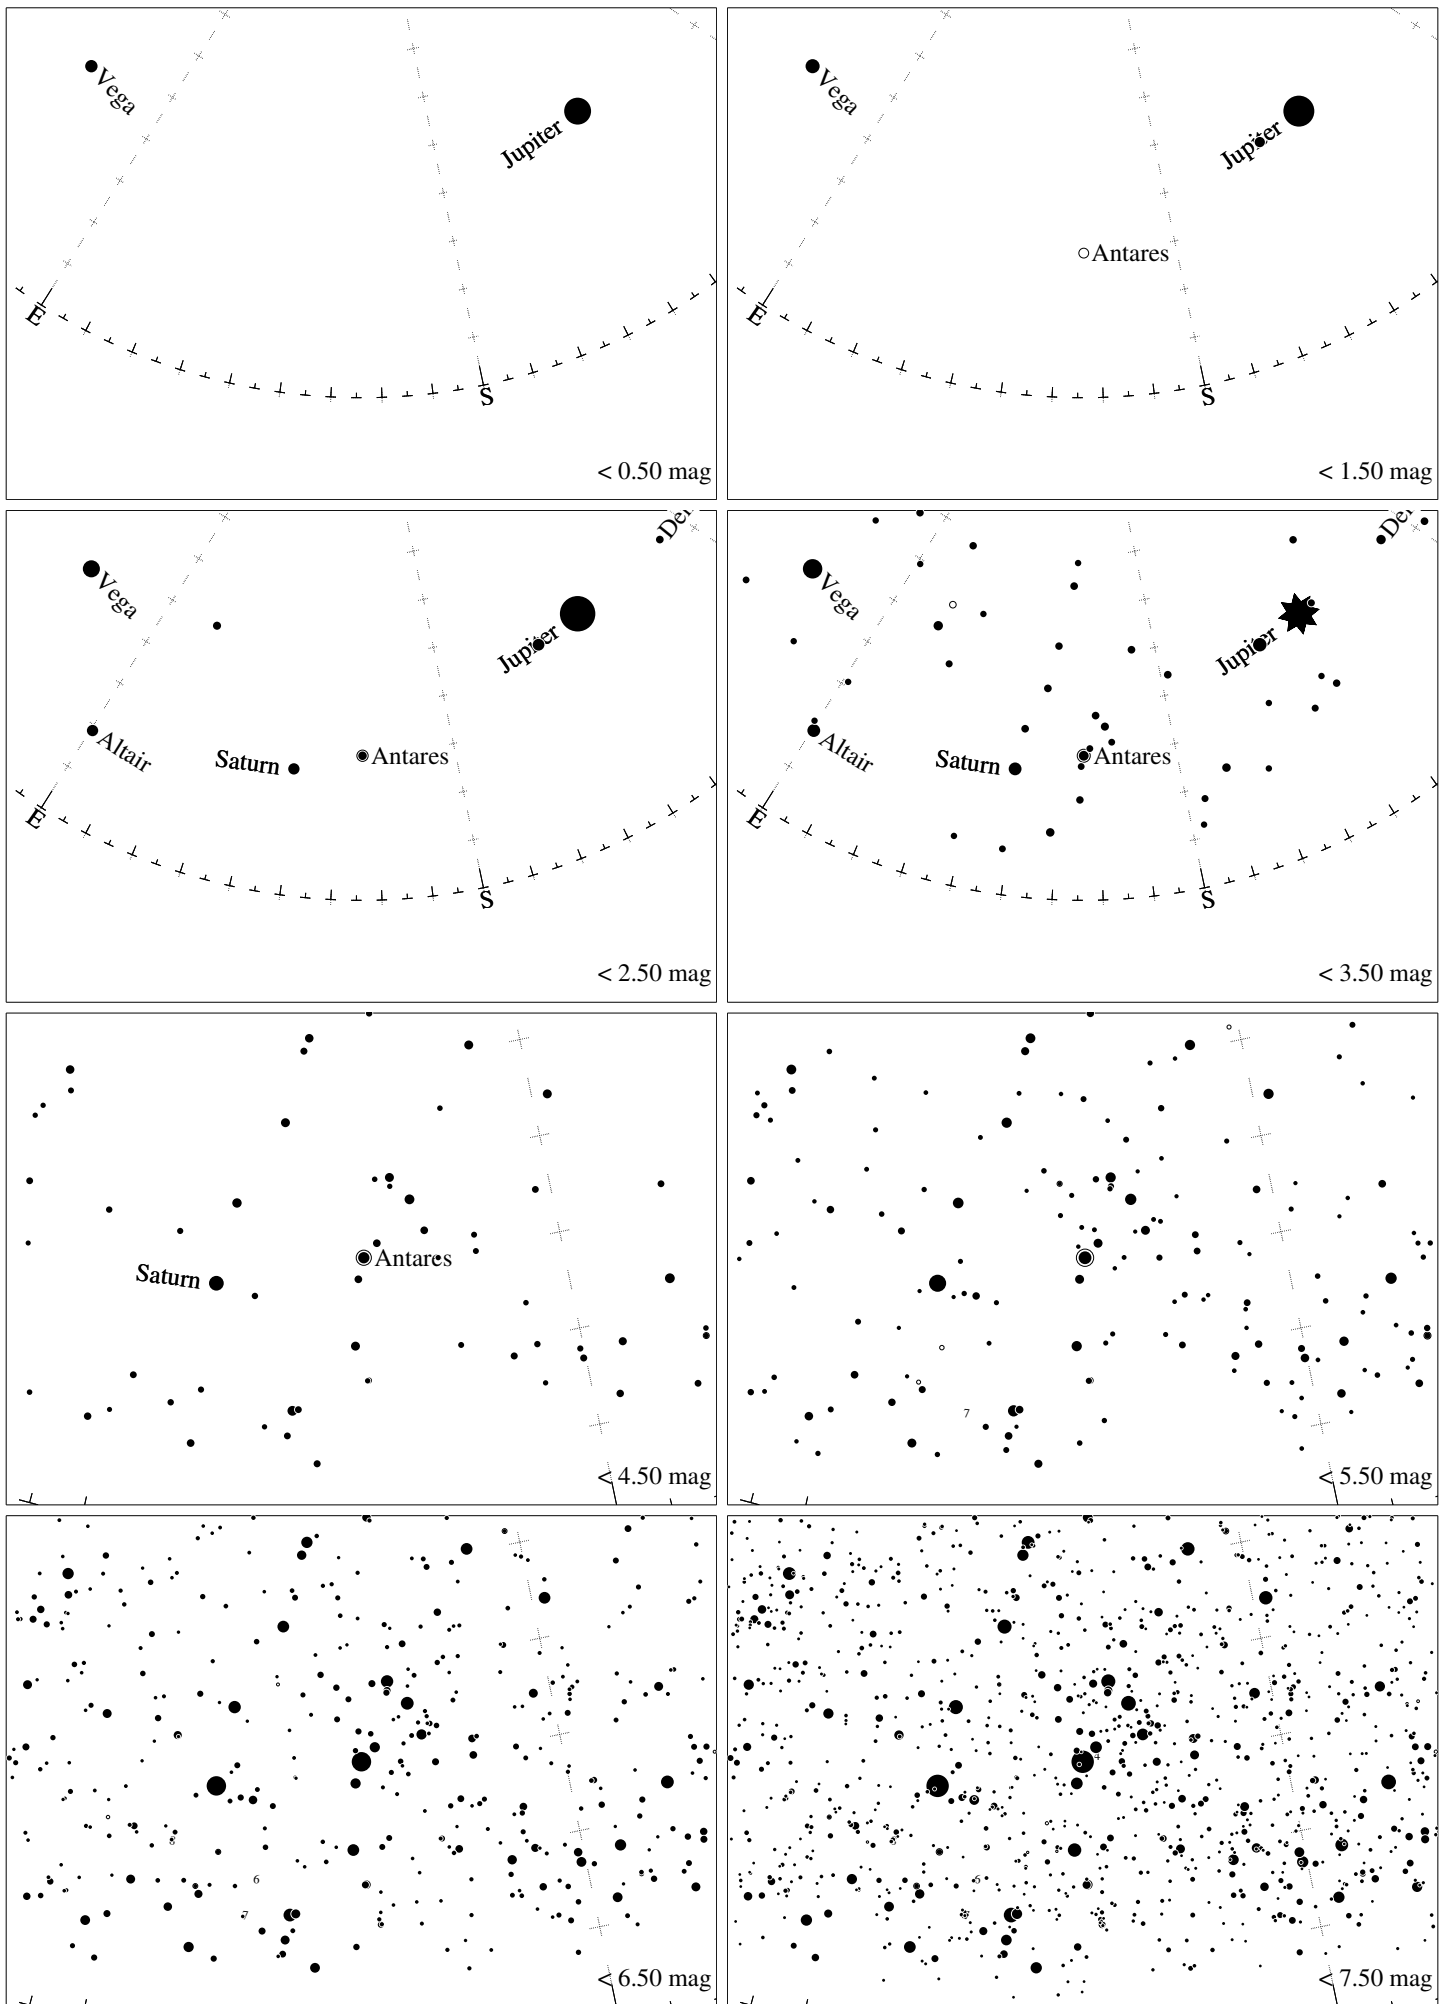 Vega
Jupiter
E
S
< 0.50 mag
Vega
Jupiter
Antares
E
S
< 1.50 mag
Vega
Jupiter
Altair
Saturn
Antares
E
S
< 2.50 mag
Vega
Jupiter
Altair
Saturn
Antares
E
S
< 3.50 mag
Antares
Saturn
< 4.50 mag
7
< 5.50 mag
6
7
< 6.50 mag
4
6
< 7.50 mag